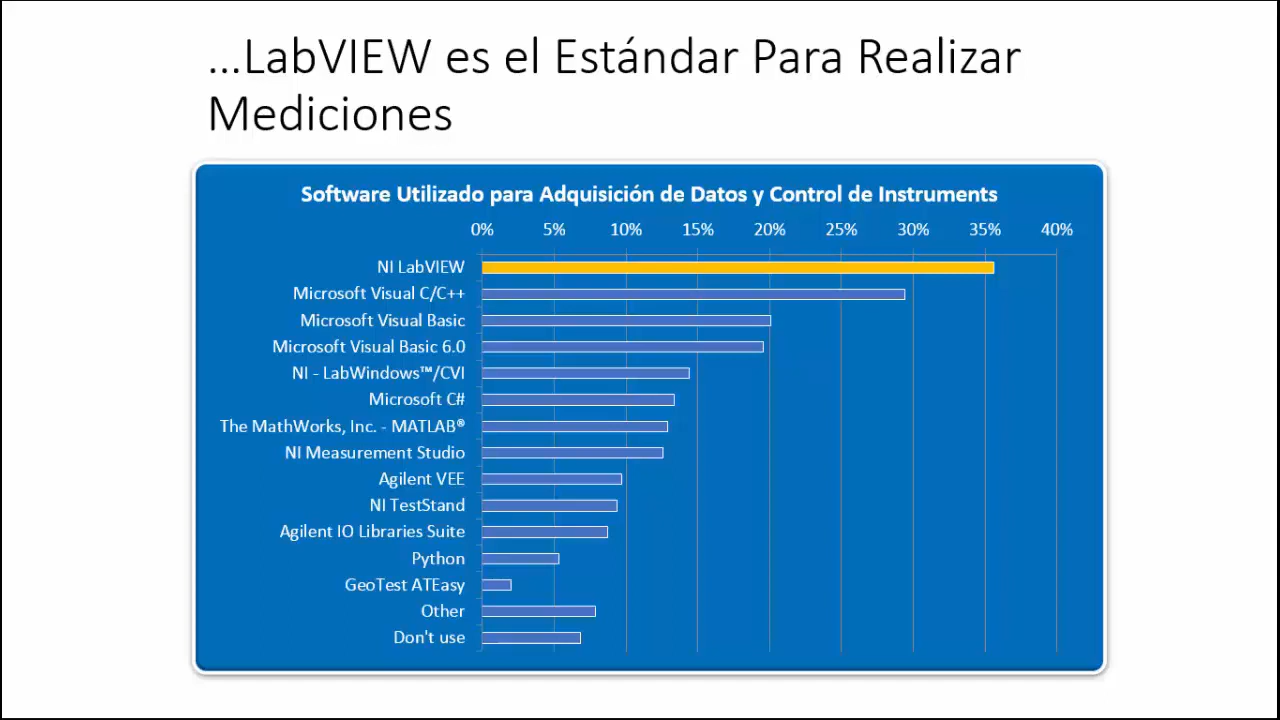 ...LabVIEW es el Estándar Para Realizar
Mediciones
Software Utilizado para Adquisición de Datos y Control de Instruments
0% 5% 10% 15% 20% 25% 30% 35% 40%
NI LabVIEW
Microsoft Visual C/C++
Microsoft Visual Basic
Microsoft Visual Basic 6.0
NI - LabWindows™/CVI
Microsoft C#
The MathWorks, Inc. - MATLAB®
NI Measurement Studio
Agilent VEE
NI TestStand
Agilent IO Libraries Suite
Python
GeoTest ATEasy
Other
Don't use